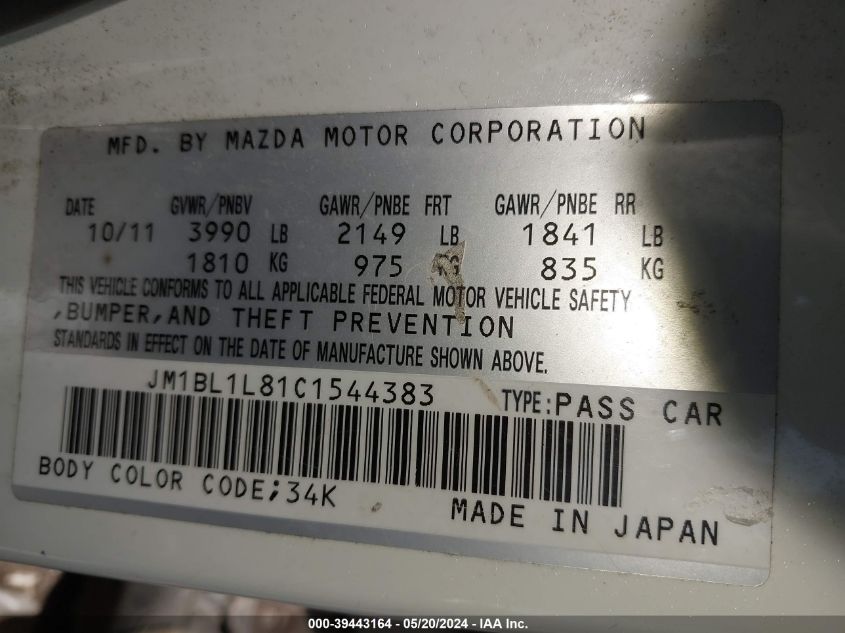 MFD. BY MAZDA MOTOR CORPORATION
DATE GVWR/PNBV GAWR/PNBE FRT GAWR/PNBE RR
10/11 3990 LB 2149 LB 1841 LB
1810 KG 975 KG 835 KG
THIS VEHICLE CONFORMS TO ALL APPLICABLE FEDERAL MOTOR VEHICLE SAFETY
,BUMPER,AND THEFT PREVENTION
STANDARDS IN EFFECT ON THE DATE OF MANUFACTURE SHOWN ABOVE.
JM1BL1L81C1544383 TYPE:PASS CAR
BODY COLOR CODE;34K
MADE IN JAPAN
000-39443164 - 05/20/2024 - IAA Inc.